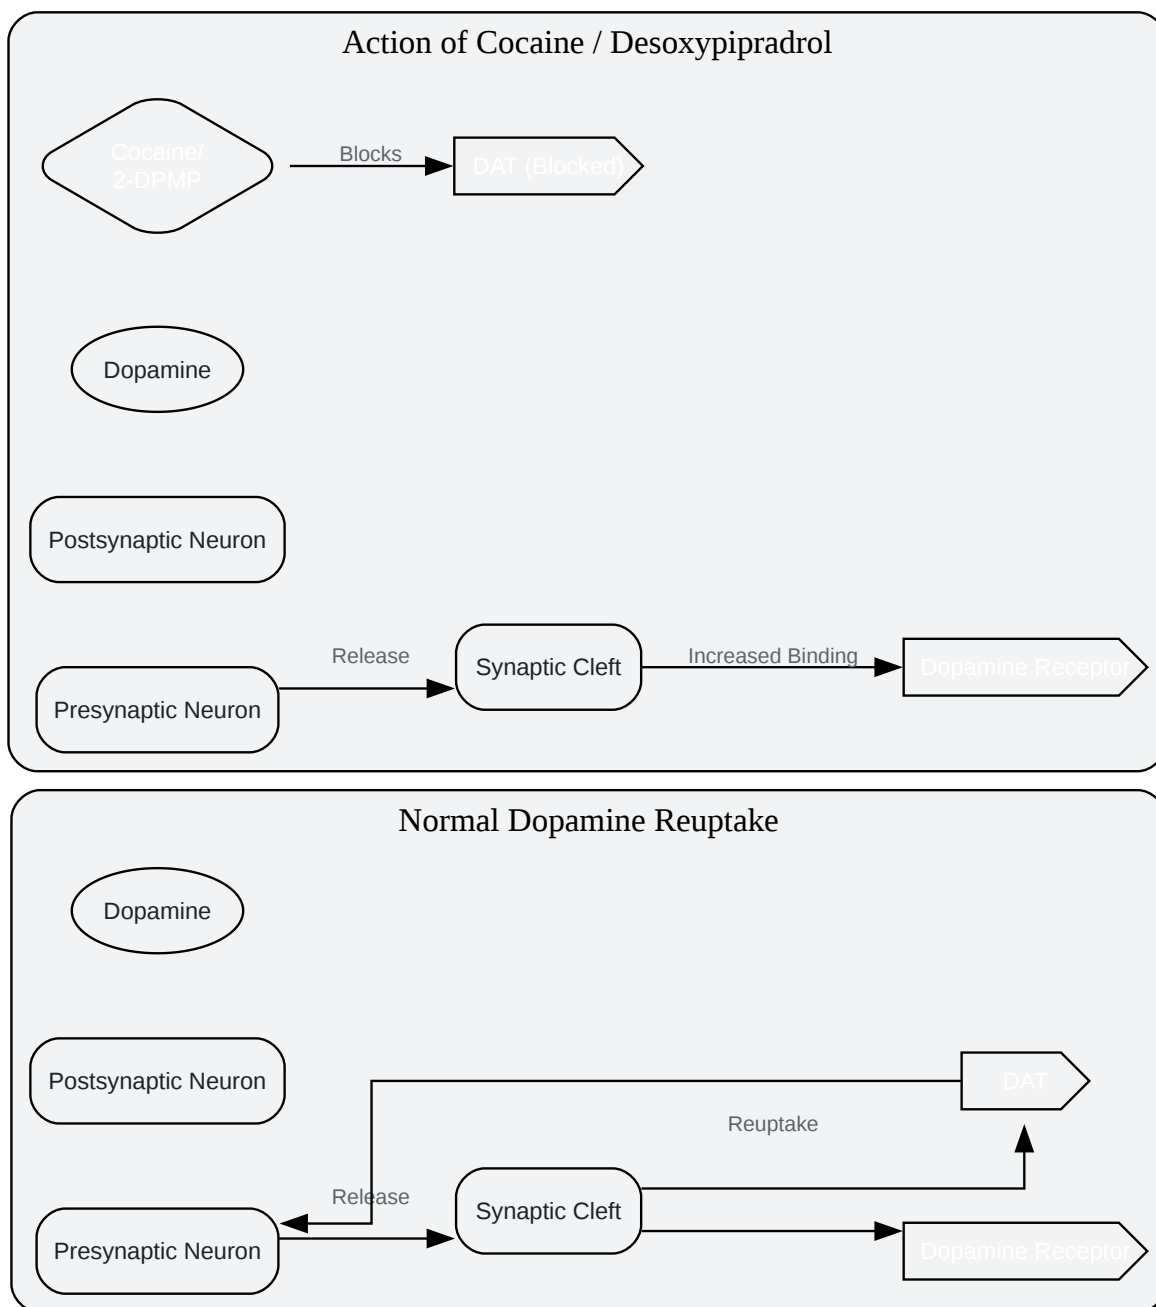 Action of Cocaine / Desoxypipradrol
Cocaine/
2-DPMP
Blocks
DAT (Blocked)
Dopamine
Postsynaptic Neuron
Presynaptic Neuron
Release
Synaptic Cleft
Increased Binding
Dopamine Receptor
Normal Dopamine Reuptake
Dopamine
Postsynaptic Neuron
DAT
Reuptake
Release
Presynaptic Neuron
Synaptic Cleft
Dopamine Receptor